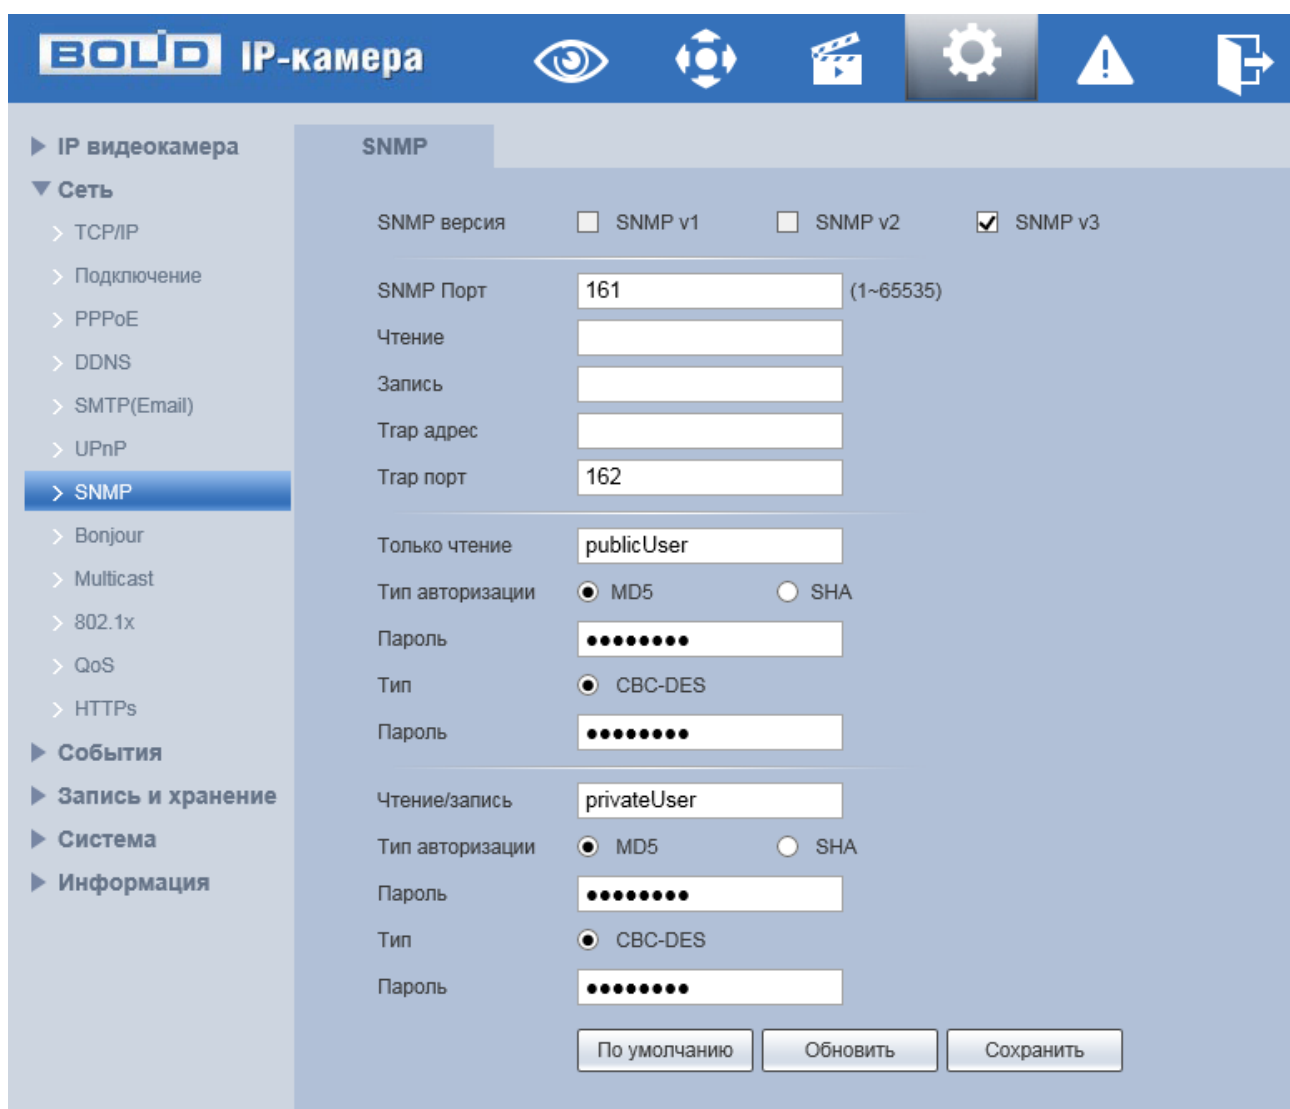 BOLID IP-камера
IP видеокамера
Сеть
TCP/IP
Подключение
PPPoE
DDNS
SMTP(Email)
UPnP
SNMP
Bonjour
Multicast
802.1x
QoS
HTTPs
События
Запись и хранение
Система
Информация
SNMP
SNMP версия SNMP v1 SNMP v2 SNMP v3
SNMP Порт 161 (1~65535)
Чтение
Запись
Trap адрес
Trap порт 162
Только чтение publicUser
Тип авторизации MD5 SHA
Пароль ●●●●●●●●
Тип CBC-DES
Пароль ●●●●●●●●
Чтение/запись privateUser
Тип авторизации MD5 SHA
Пароль ●●●●●●●●
Тип CBC-DES
Пароль ●●●●●●●●
По умолчанию Обновить Сохранить